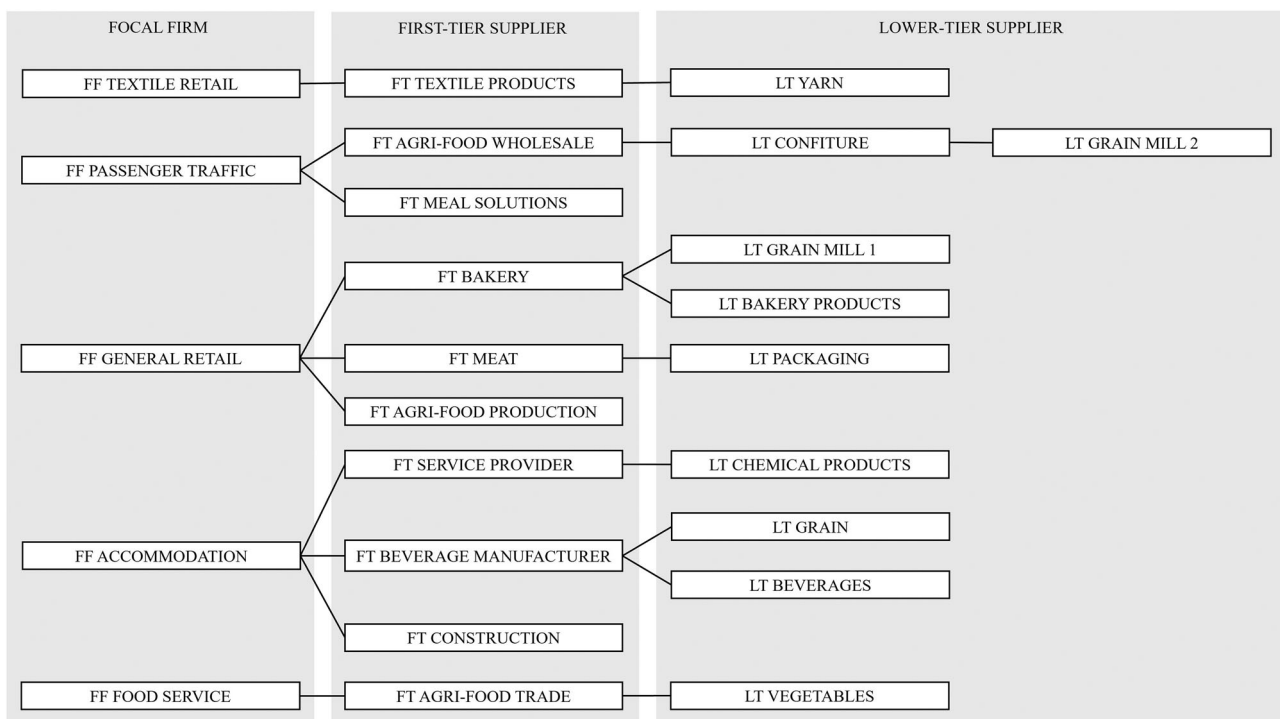 FOCAL FIRM
FIRST-TIER SUPPLIER
LOWER-TIER SUPPLIER
FF TEXTILE RETAIL
FT TEXTILE PRODUCTS
LT YARN
FF PASSENGER TRAFFIC
FT AGRI-FOOD WHOLESALE
LT CONFITURE
LT GRAIN MILL 2
FT MEAL SOLUTIONS
FF GENERAL RETAIL
FT BAKERY
LT GRAIN MILL 1
LT BAKERY PRODUCTS
FT MEAT
LT PACKAGING
FT AGRI-FOOD PRODUCTION
FF ACCOMMODATION
FT SERVICE PROVIDER
LT CHEMICAL PRODUCTS
FT BEVERAGE MANUFACTURER
LT GRAIN
LT BEVERAGES
FT CONSTRUCTION
FF FOOD SERVICE
FT AGRI-FOOD TRADE
LT VEGETABLES